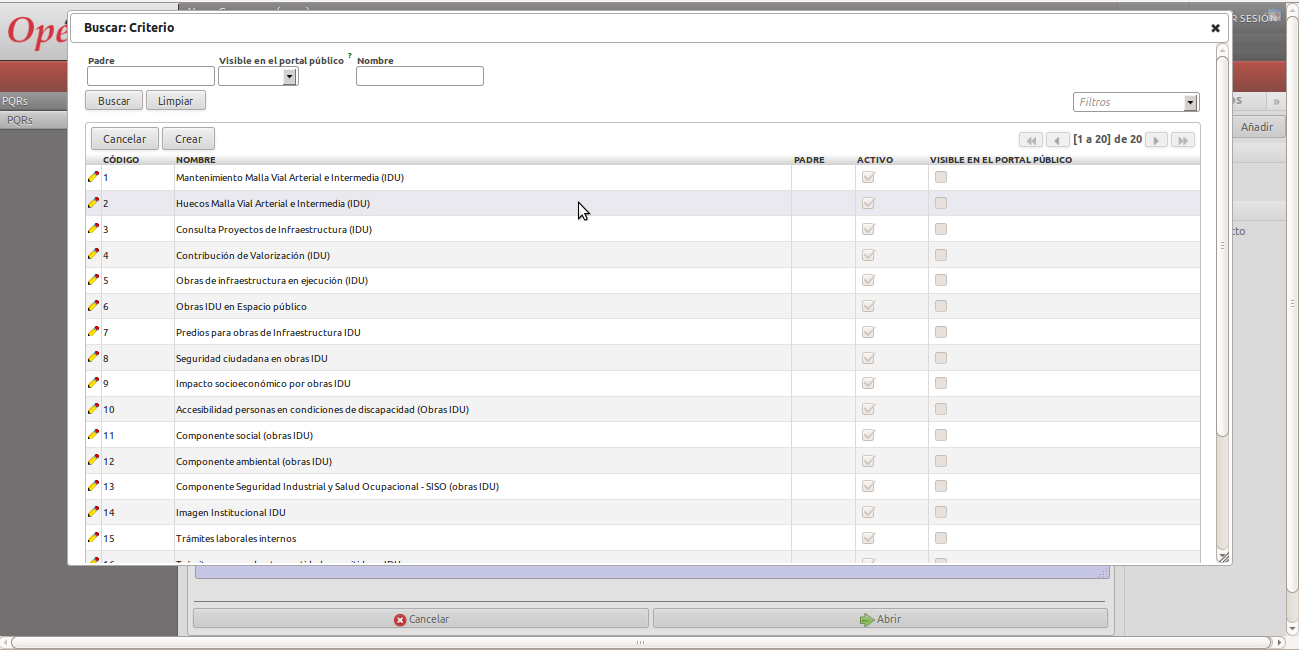 Buscar: Criterio
R SESIÓN
Padre
Visible en el portal público ?
Nombre
Buscar
Limpiar
Filtros
PQRs
PQRs
»
Añadir
Cancelar
Crear
[1 a 20] de 20
CÓDIGO NOMBRE PADRE ACTIVO VISIBLE EN EL PORTAL PÚBLICO
1 Mantenimiento Malla Vial Arterial e Intermedia (IDU)
2 Huecos Malla Vial Arterial e Intermedia (IDU)
3 Consulta Proyectos de Infraestructura (IDU)
4 Contribución de Valorización (IDU)
5 Obras de infraestructura en ejecución (IDU)
6 Obras IDU en Espacio público
7 Predios para obras de Infraestructura IDU
8 Seguridad ciudadana en obras IDU
9 Impacto socioeconómico por obras IDU
10 Accesibilidad personas en condiciones de discapacidad (Obras IDU)
11 Componente social (obras IDU)
12 Componente ambiental (obras IDU)
13 Componente Seguridad Industrial y Salud Ocupacional - SISO (obras IDU)
14 Imagen Institucional IDU
15 Trámites laborales internos
cto
Cancelar
Abrir